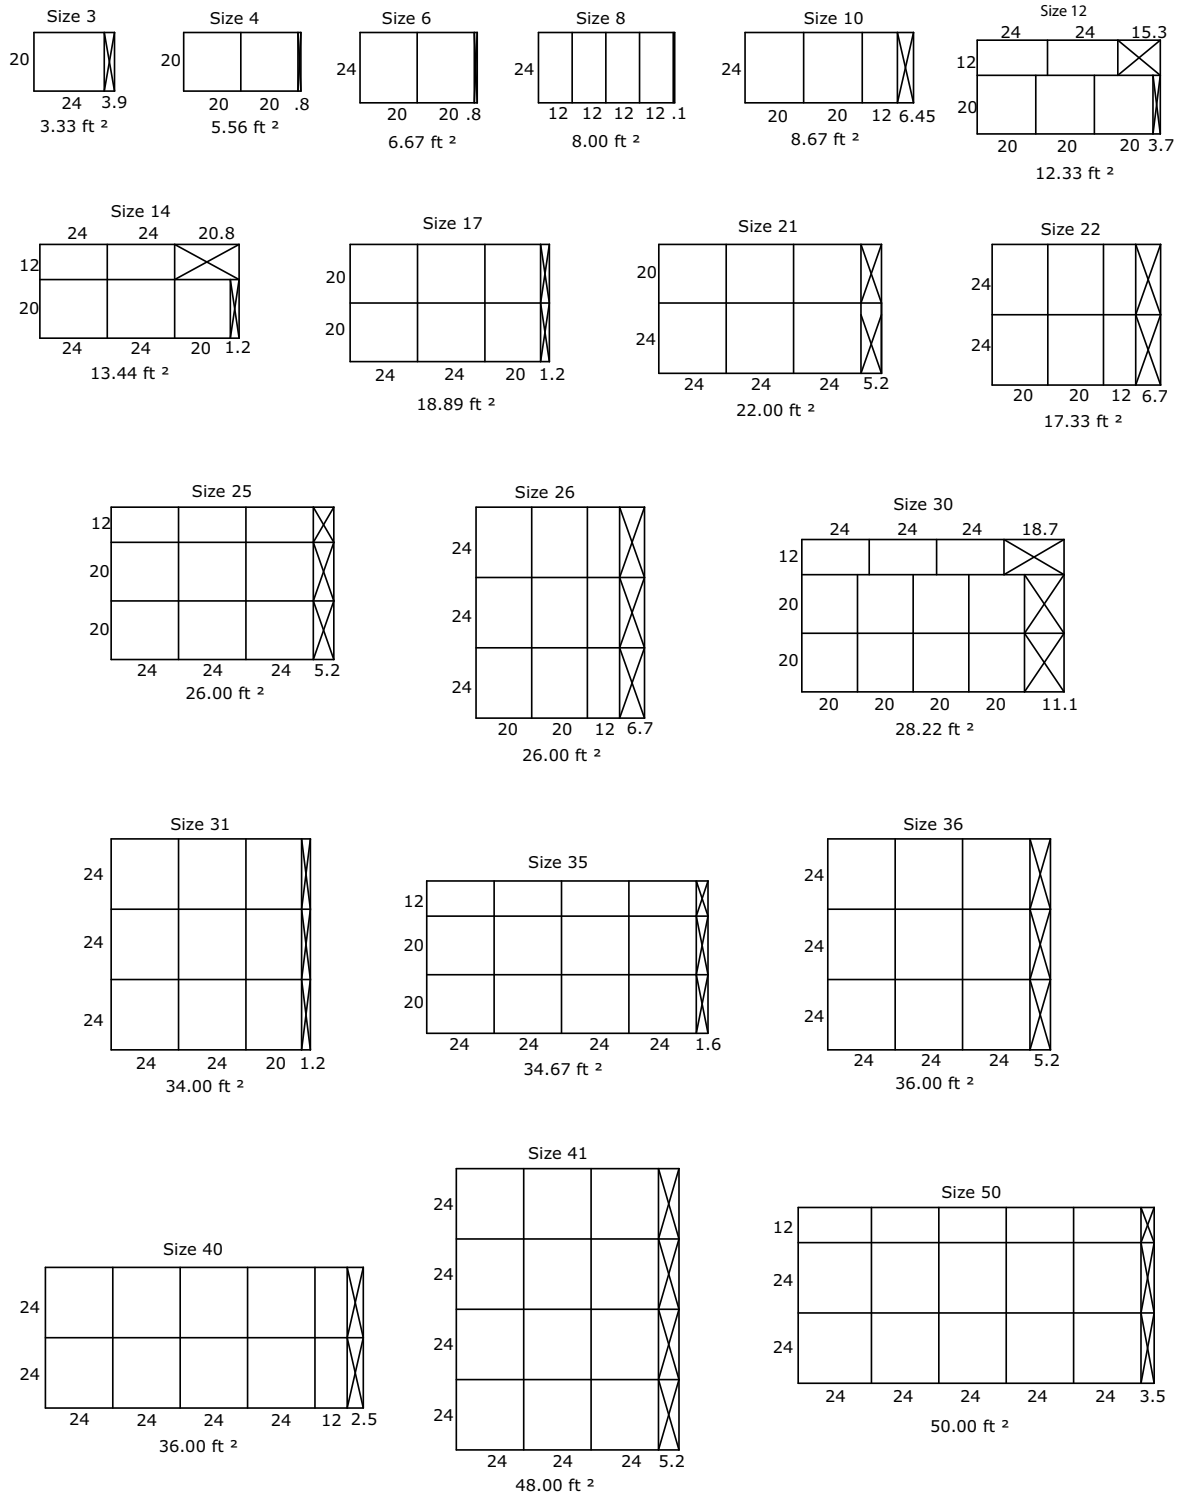 Size 3
20
24 3.9
3.33 ft ²
Size 4
20
20 20 .8
5.56 ft ²
Size 6
24
20 20 .8
6.67 ft ²
Size 8
24
12 12 12 12 .1
8.00 ft ²
Size 10
24
20 20 12 6.45
8.67 ft ²
Size 12
24 24 15.3
12
20
20 20 20 3.7
12.33 ft ²
Size 14
24 24 20.8
12
20
24 24 20 1.2
13.44 ft ²
Size 17
20
20
24 24 20 1.2
18.89 ft ²
Size 21
20
24
24 24 24 5.2
22.00 ft ²
Size 22
24
24
20 20 12 6.7
17.33 ft ²
Size 25
12
20
20
24 24 24 5.2
26.00 ft ²
Size 26
24
24
24
20 20 12 6.7
26.00 ft ²
Size 30
24 24 24 18.7
12
20
20
20 20 20 20 11.1
28.22 ft ²
Size 31
24
24
24
24 24 20 1.2
34.00 ft ²
Size 35
12
20
20
24 24 24 24 1.6
34.67 ft ²
Size 36
24
24
24
24 24 24 5.2
36.00 ft ²
Size 40
24
24
24 24 24 24 12 2.5
36.00 ft ²
Size 41
24
24
24
24
24 24 24 5.2
48.00 ft ²
Size 50
12
24
24
24 24 24 24 24 3.5
50.00 ft ²